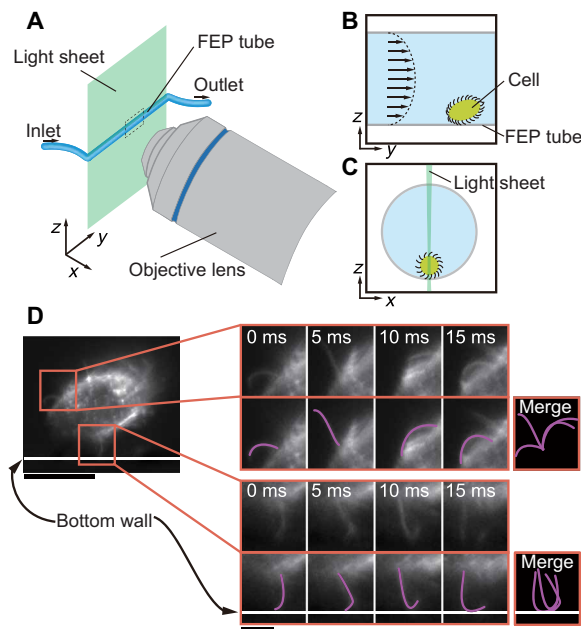 A
Light sheet
FEP tube
Outlet
Inlet
z
y
x
Objective lens
B
Cell
FEP tube
z
y
C
Light sheet
z
x
D
0 ms 5 ms 10 ms 15 ms
Merge
0 ms 5 ms 10 ms 15 ms
Bottom wall
Merge